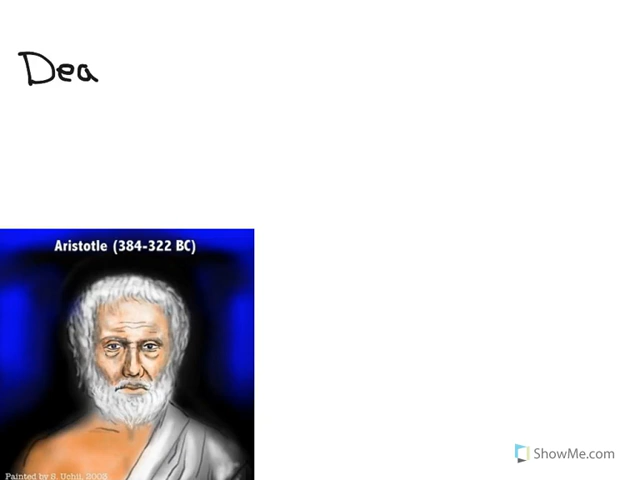 Dea
Aristotle (384-322 BC)
Painted by S. Uchii, 2003
ShowMe.com